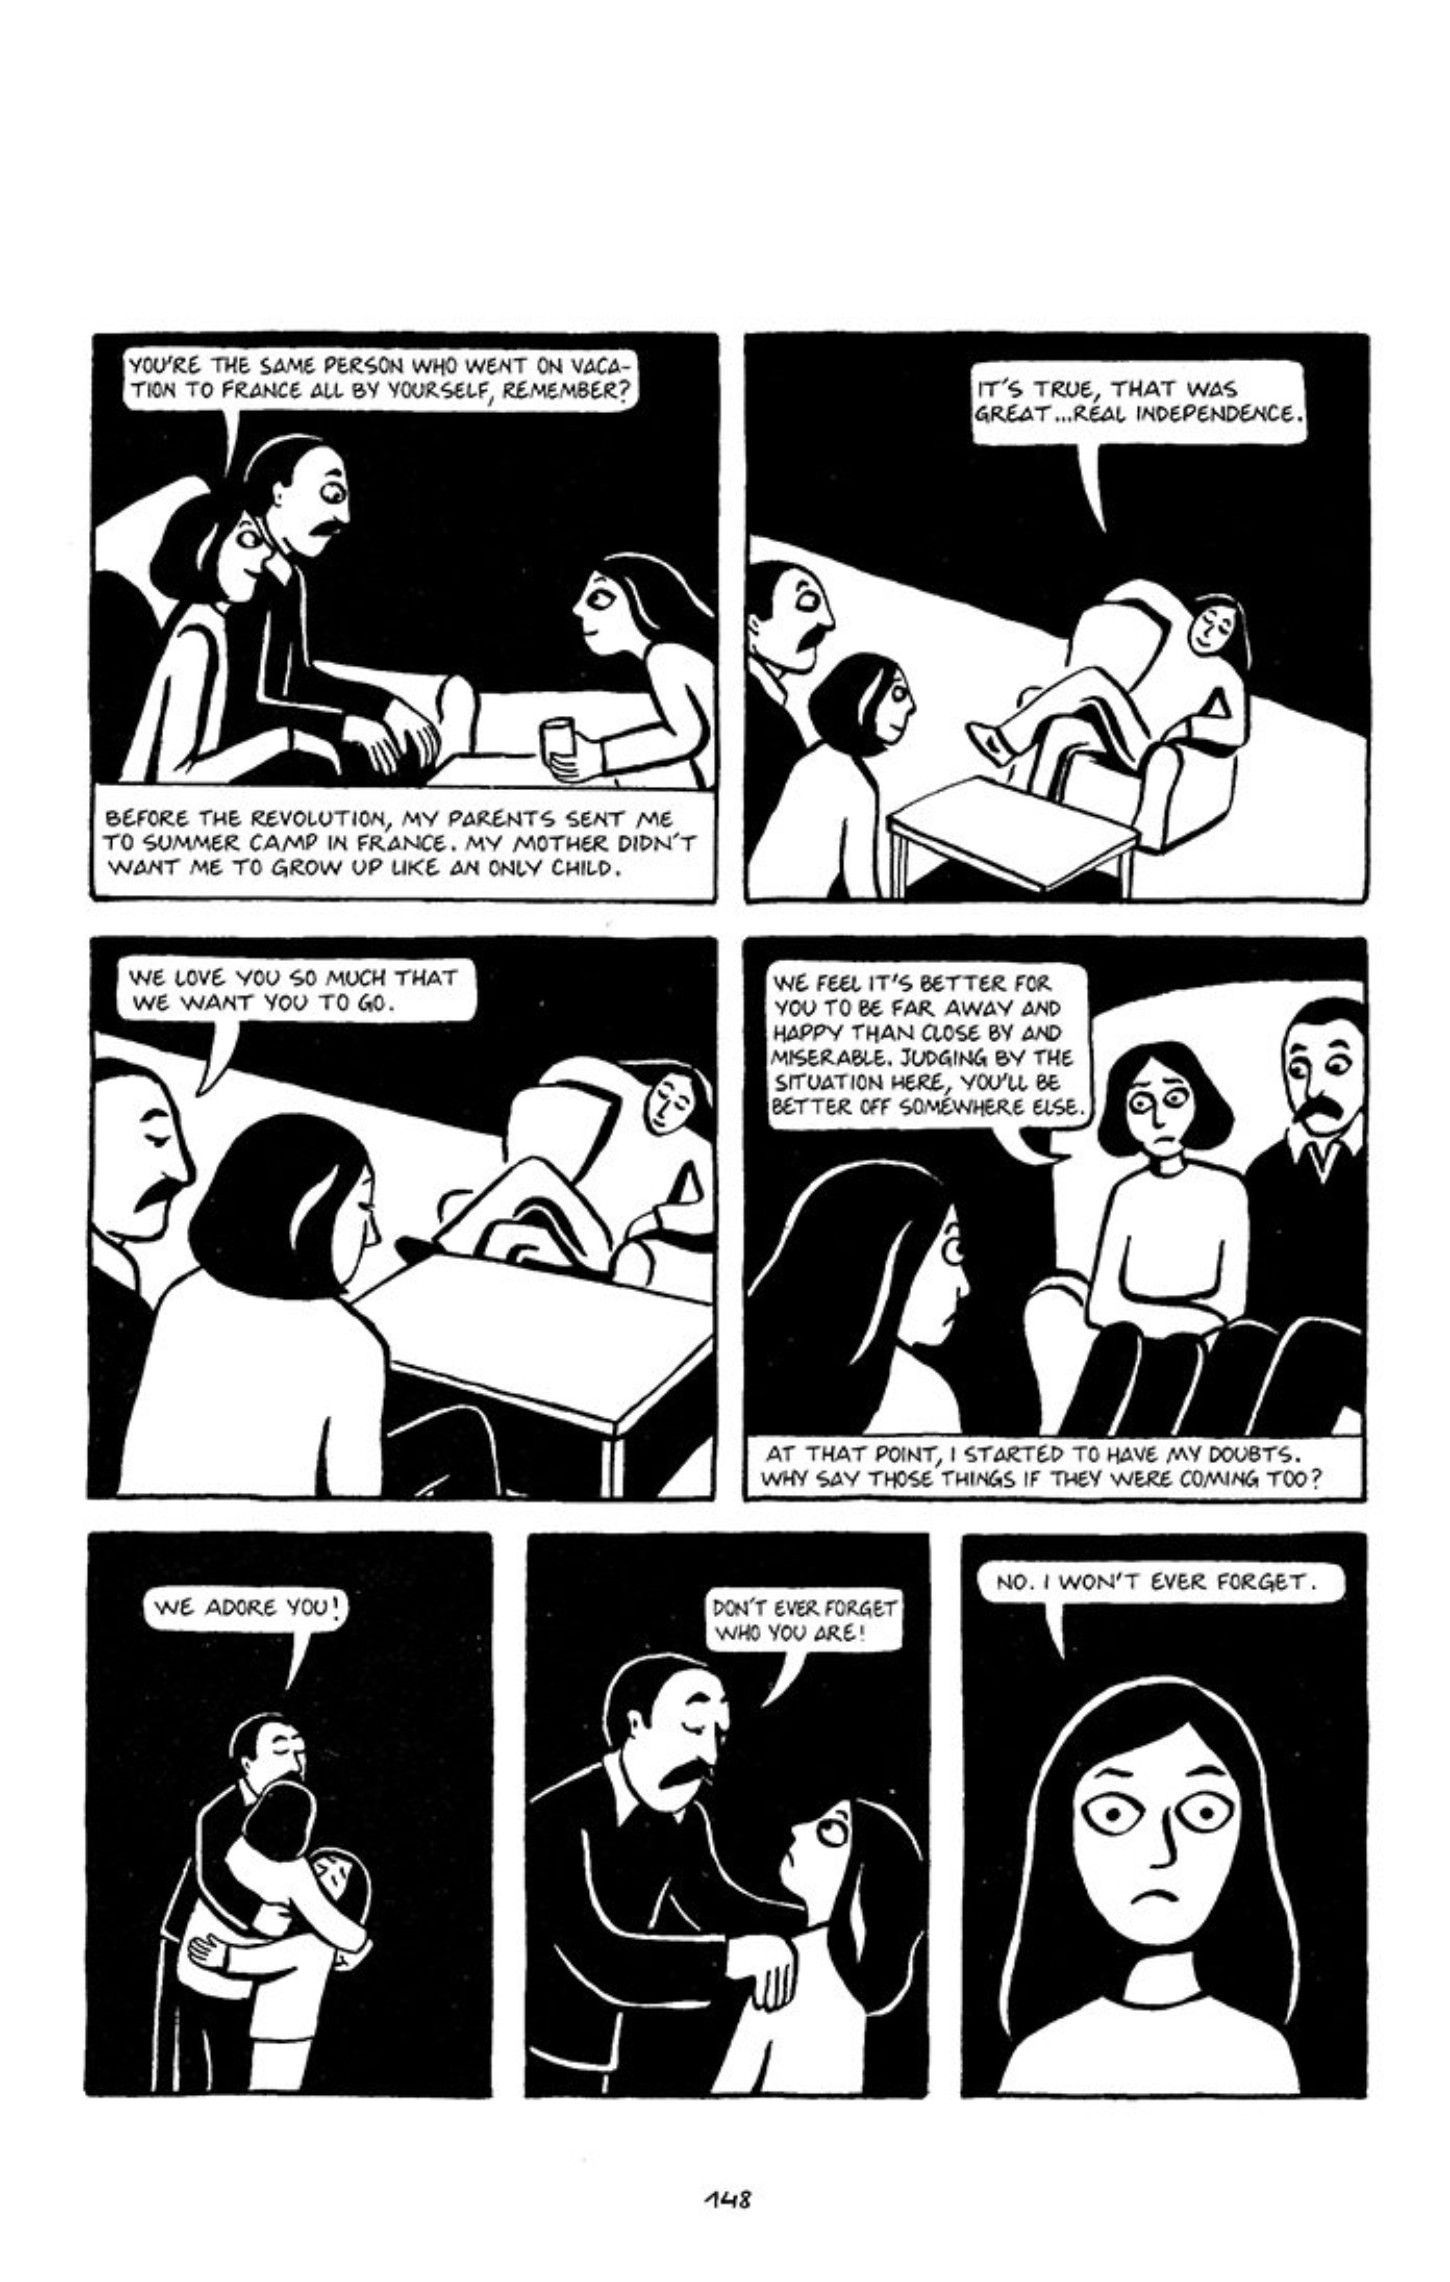 YOU'RE THE SAME PERSON WHO WENT ON VACA-
TION TO FRANCE ALL BY YOURSELF, REMEMBER?
BEFORE THE REVOLUTION, MY PARENTS SENT ME
TO SUMMER CAMP IN FRANCE. MY MOTHER DIDN'T
WANT ME TO GROW UP LIKE AN ONLY CHILD.
IT'S TRUE, THAT WAS
GREAT...REAL INDEPENDENCE.
WE LOVE YOU SO MUCH THAT
WE WANT YOU TO GO.
WE FEEL IT'S BETTER FOR
YOU TO BE FAR AWAY AND
HAPPY THAN CLOSE BY AND
MISERABLE. JUDGING BY THE
SITUATION HERE, YOU'LL BE
BETTER OFF SOMEWHERE ELSE.
AT THAT POINT, I STARTED TO HAVE MY DOUBTS.
WHY SAY THOSE THINGS IF THEY WERE COMING TOO?
WE ADORE YOU!
DON'T EVER FORGET
WHO YOU ARE!
NO. I WON'T EVER FORGET.
148